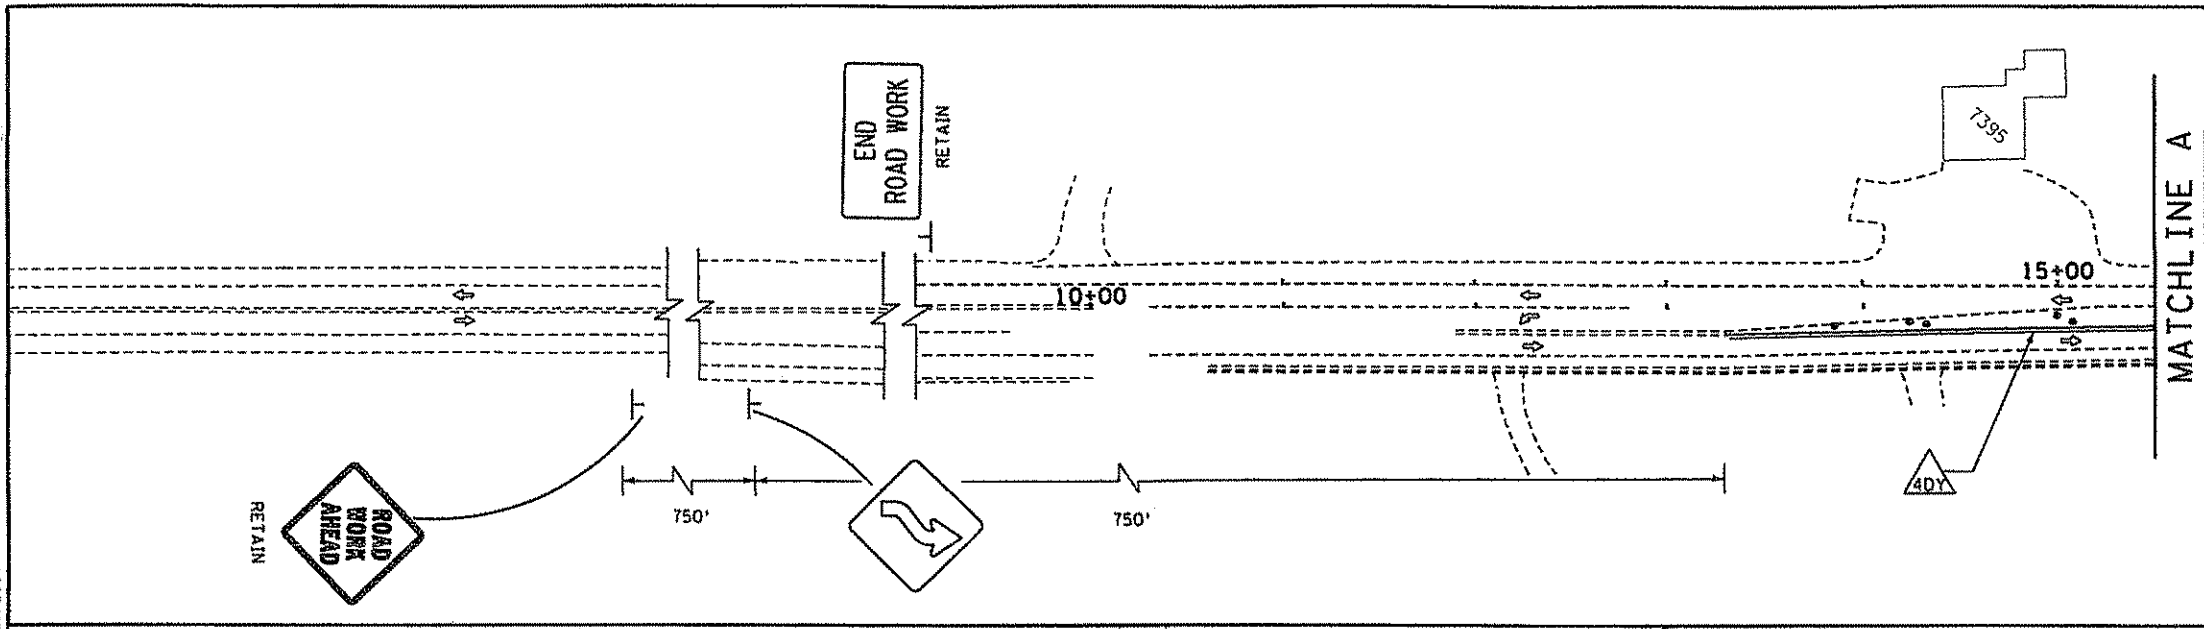 END
ROAD WORK
RETAIN
7395
10+00
15+00
MATCHLINE A
ROAD
WORK
AHEAD
RETAIN
750'
750'
4DY